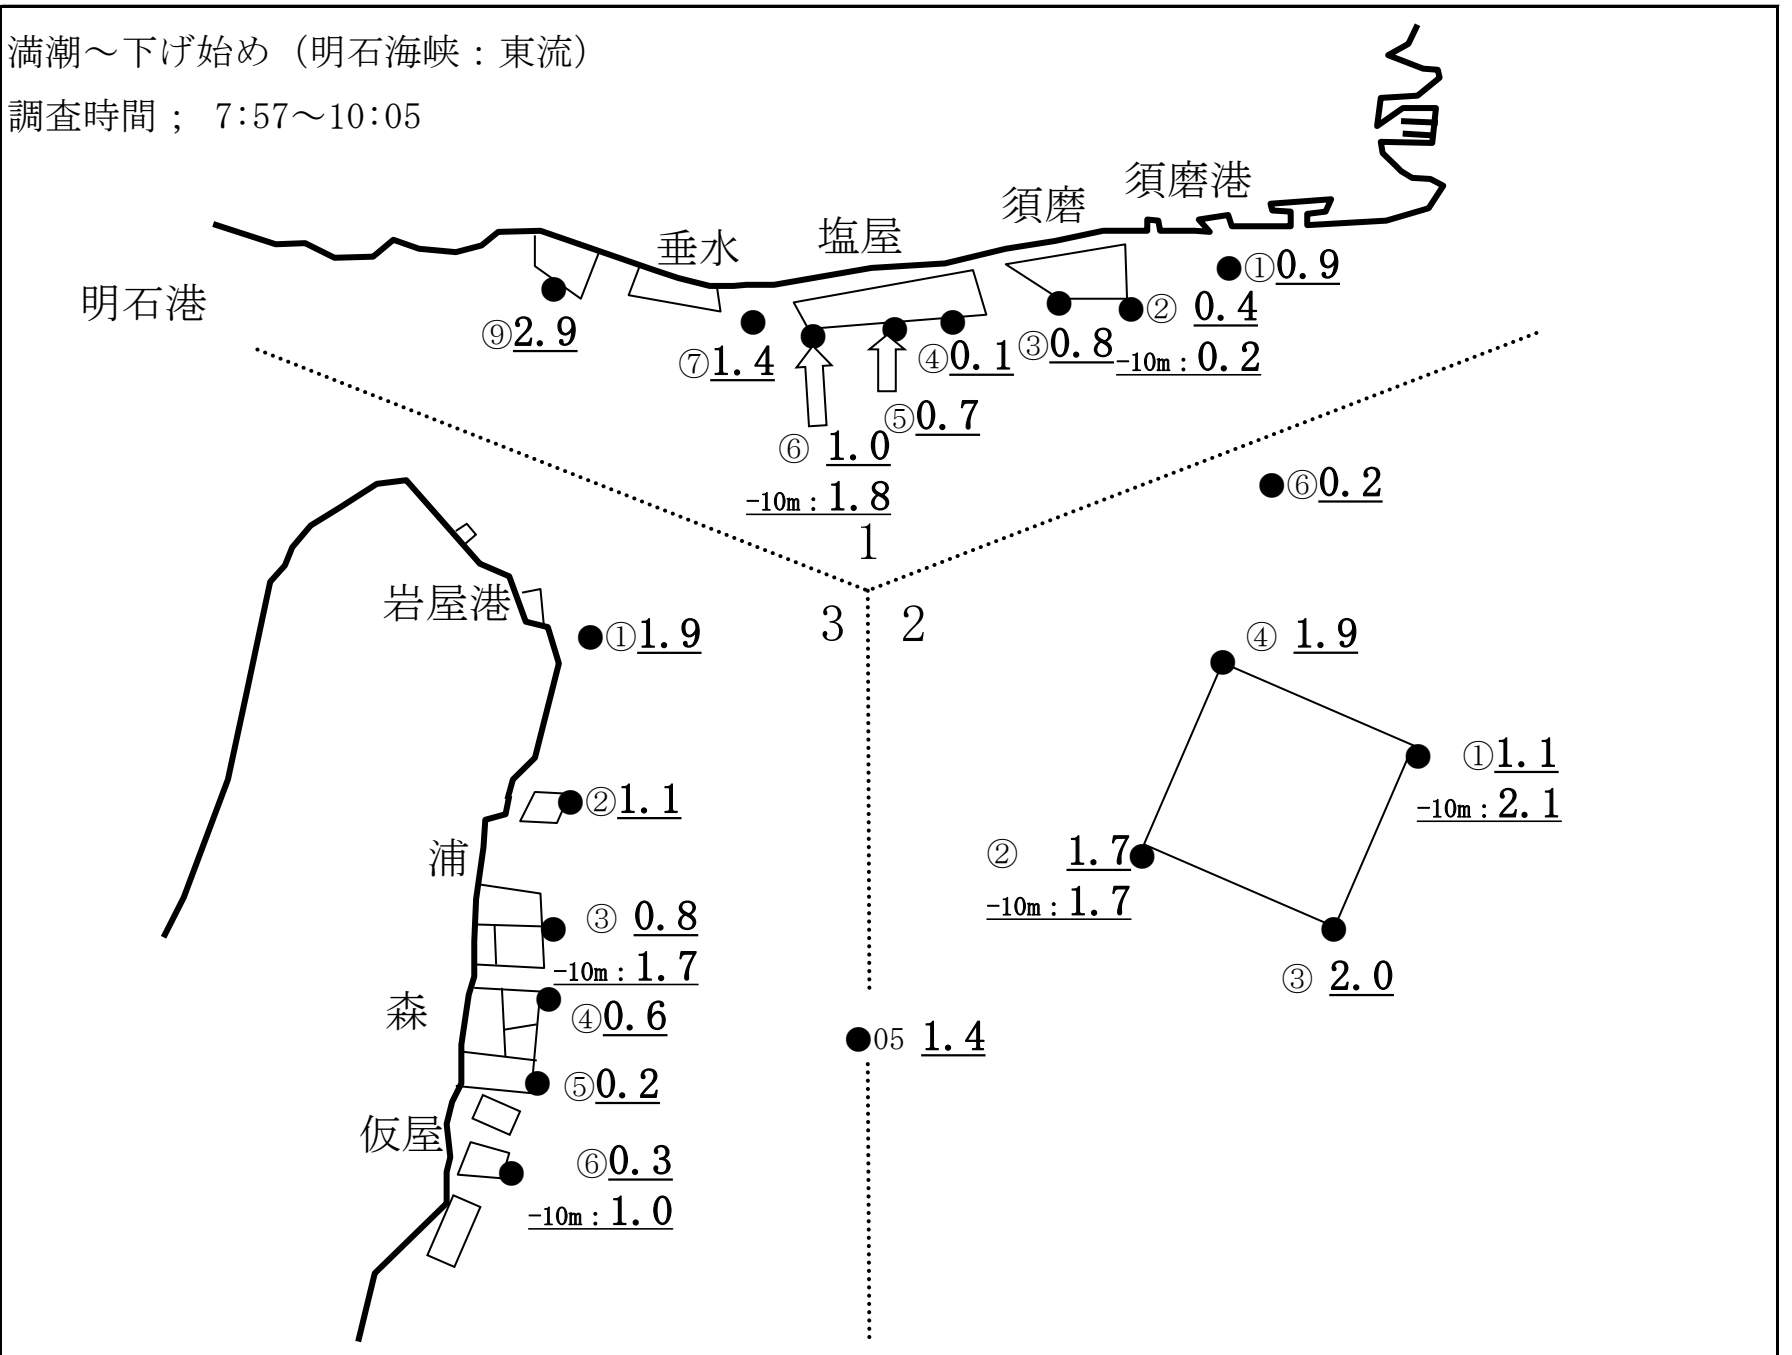 満潮～下げ始め（明石海峡：東流）
調査時間； 7:57～10:05
須磨港
須磨
塩屋
垂水
明石港
①0.9
② 0.4
-10m：0.2
③0.8
④0.1
⑤0.7
⑥ 1.0
-10m：1.8
⑦1.4
⑨2.9
1
⑥0.2
3
2
岩屋港
①1.9
②1.1
浦
③ 0.8
-10m：1.7
森
④0.6
⑤0.2
仮屋
⑥0.3
-10m：1.0
④ 1.9
①1.1
-10m：2.1
② 1.7
-10m：1.7
③ 2.0
05 1.4